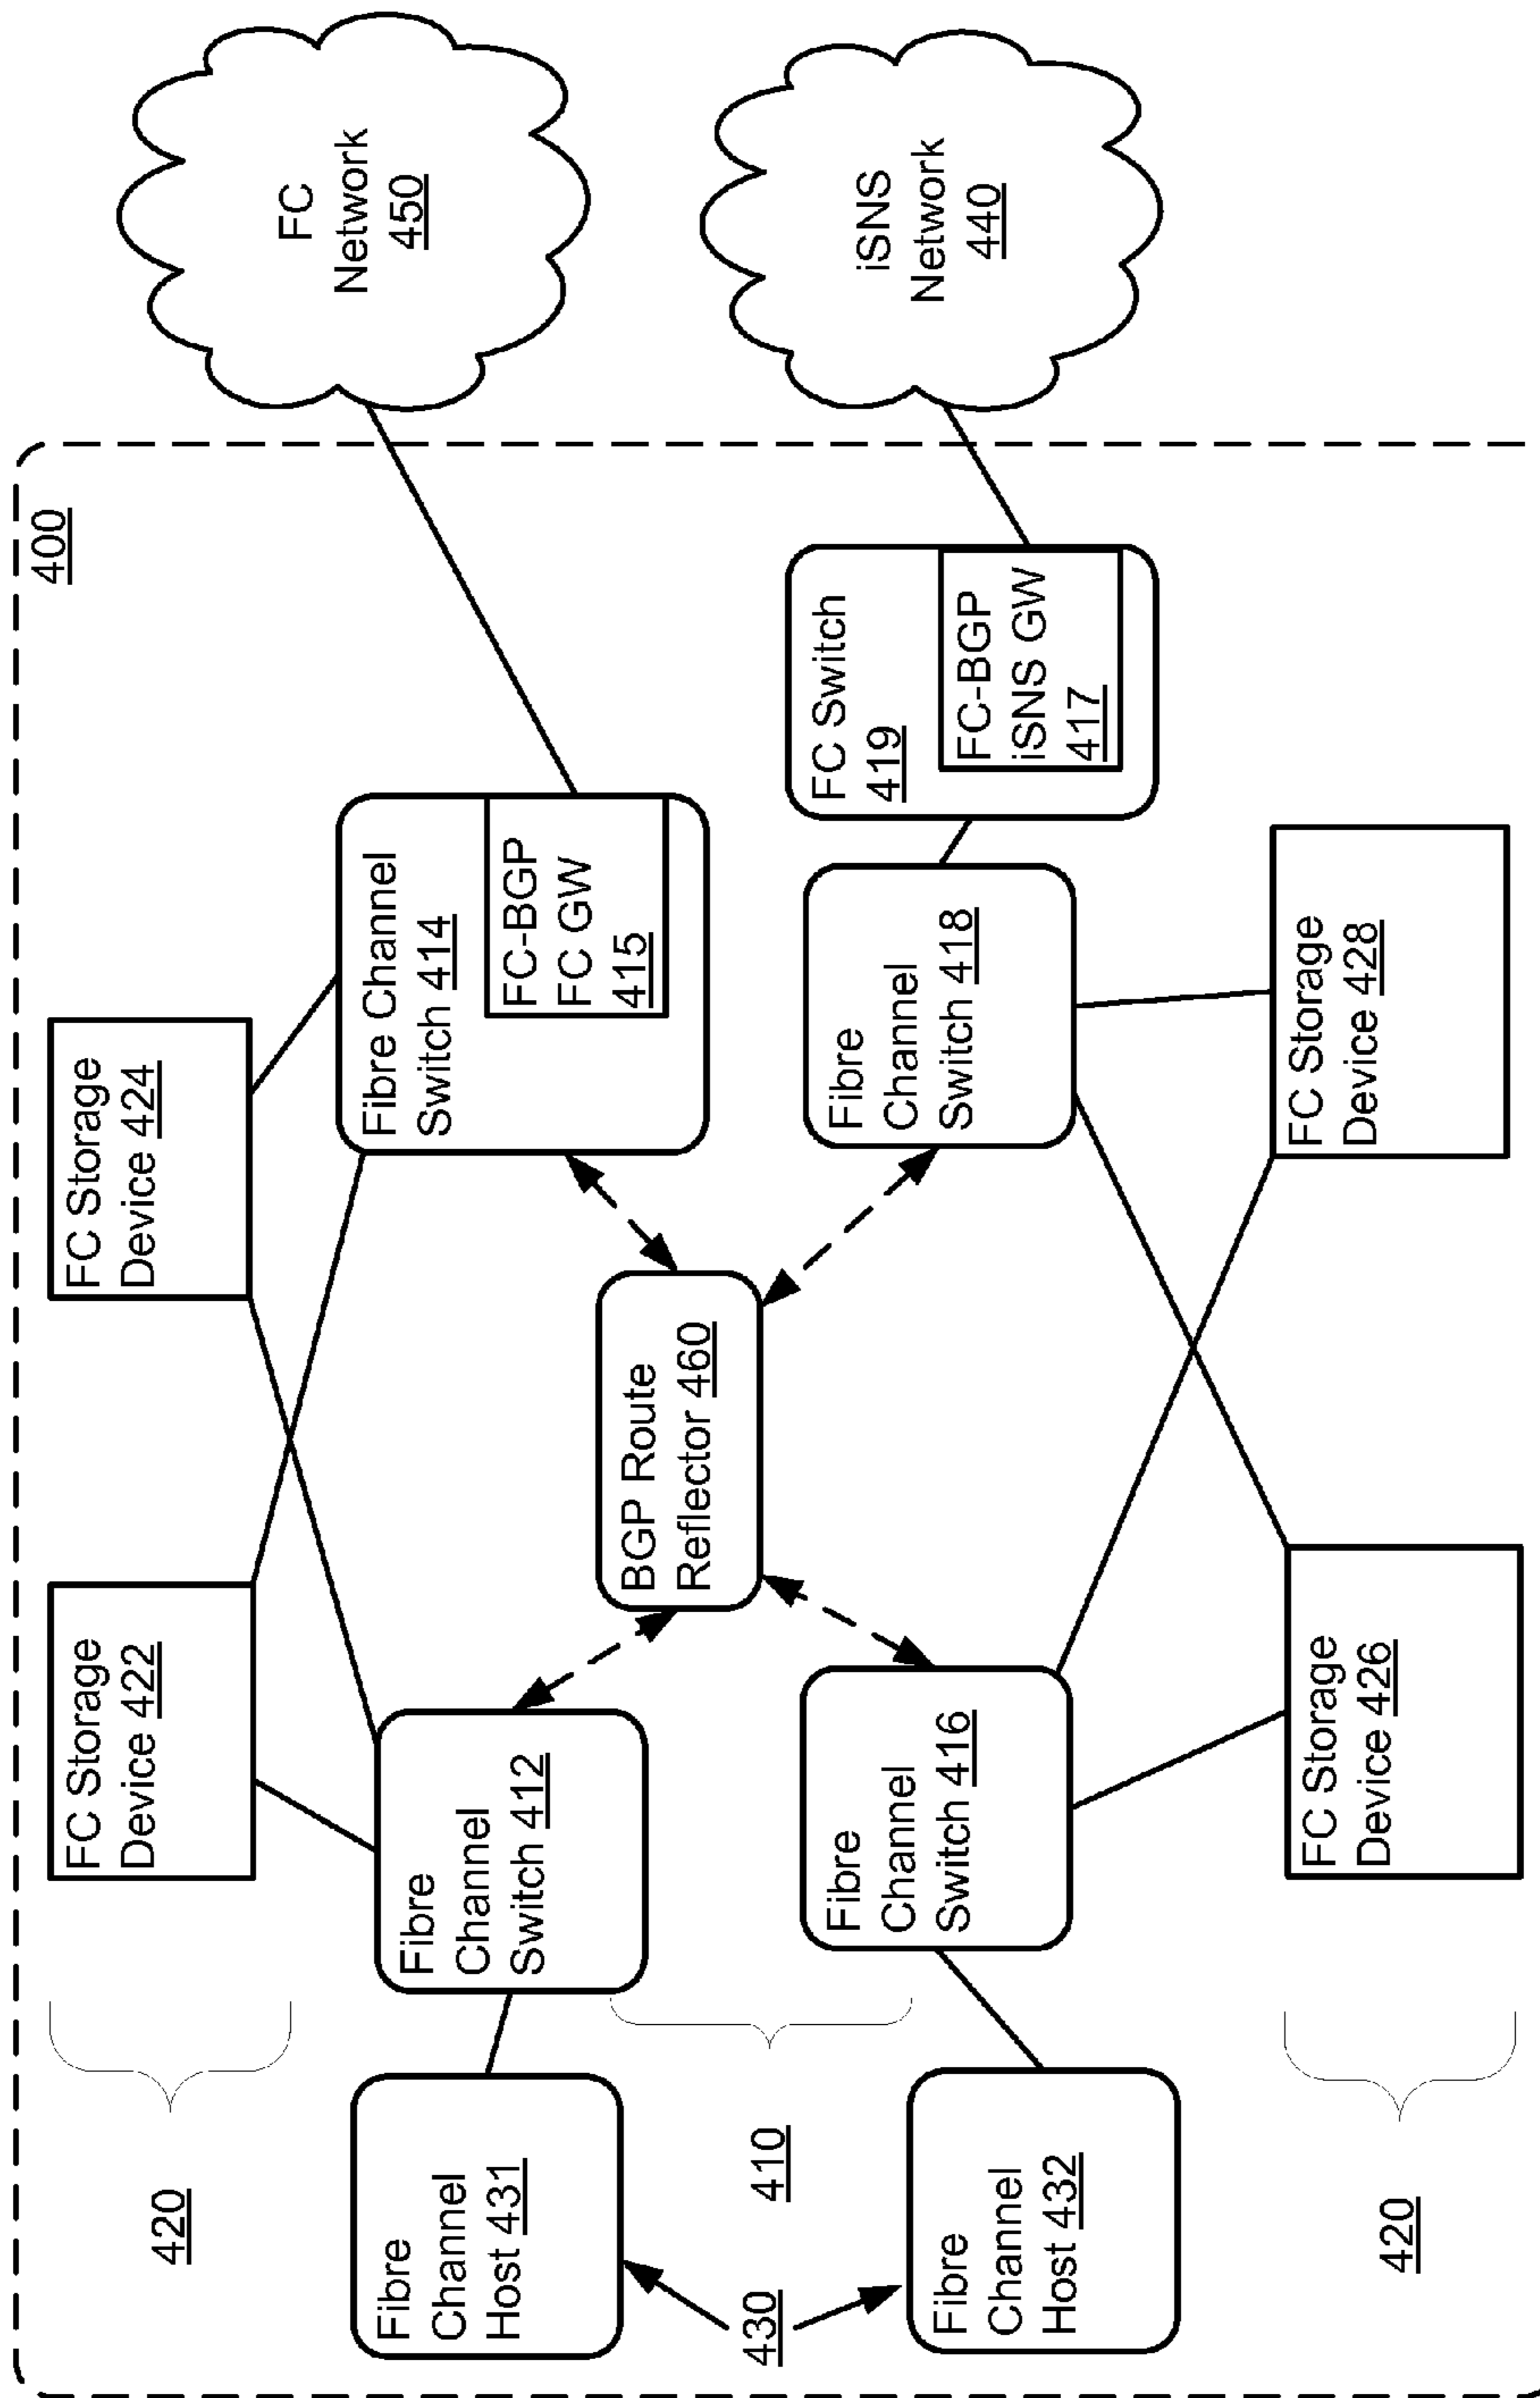 400
FC Storage
Device 422
FC Storage
Device 424
420
Fibre
Channel
Host 431
Fibre
Channel
Switch 412
Fibre Channel
Switch 414
FC-BGP
FC GW
415
FC
Network
450
BGP Route
Reflector 460
430
410
Fibre
Channel
Host 432
Fibre
Channel
Switch 416
Fibre
Channel
Switch 418
FC Switch
419
FC-BGP
iSNS GW
417
iSNS
Network
440
420
FC Storage
Device 426
FC Storage
Device 428